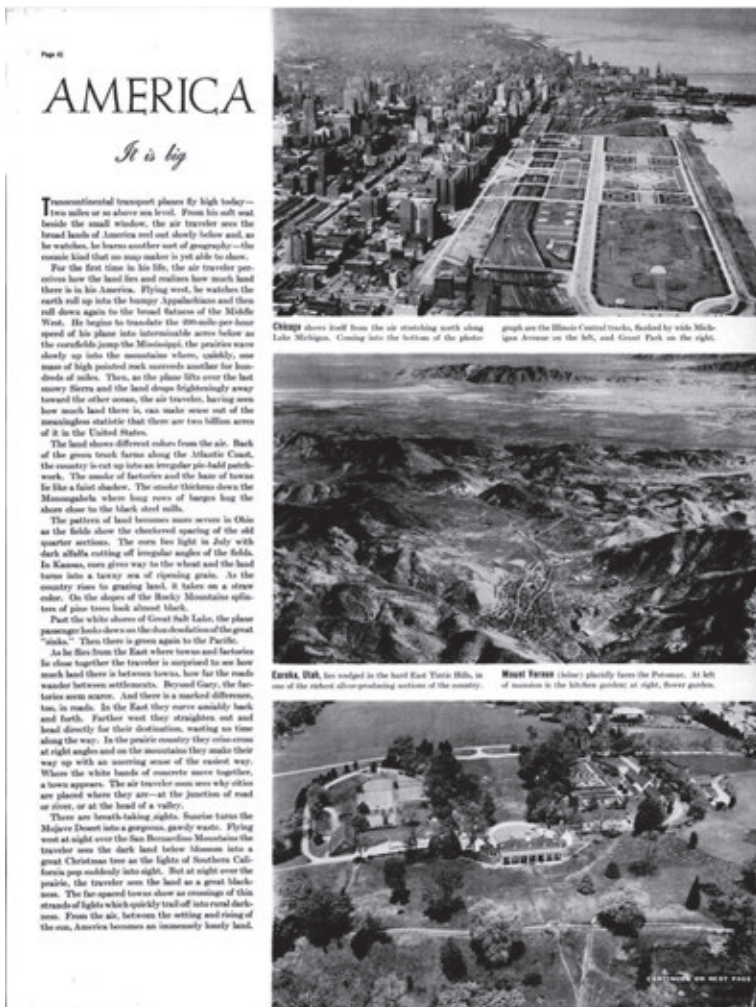 Page 41
AMERICA
It is big
Transcontinental transport planes fly high today—
two miles or so above sea level. From his soft seat
beside the small window, the air traveler sees the
broad lands of America reel out slowly below and, as
he watches, he learns another sort of geography—the
cosmic kind that no map maker is yet able to show.
For the first time in his life, the air traveler per-
ceives how the land lies and realizes how much land
there is in his America. Flying west, he watches the
earth roll up into the bumpy Appalachians and then
roll down again to the broad flatness of the Middle
West. He begins to translate the 200-mile-per-hour
speed of his plane into interminable acres below as
the cornfields jump the Mississippi, the prairies wave
slowly up into the mountains where, quickly, one
mass of high pointed rock succeeds another for hun-
dreds of miles. Then, as the plane lifts over the last
snowy Sierra and the land drops frighteningly away
toward the other ocean, the air traveler, having seen
how much land there is, can make sense out of the
meaningless statistic that there are two billion acres
of it in the United States.
The land shows different colors from the air. Back
of the green truck farms along the Atlantic Coast,
the country is cut up into an irregular pie-bald patch-
work. The smoke of factories and the haze of towns
lie like a faint shadow. The smoke thickens down the
Monongahela where long rows of barges hug the
shore close to the black steel mills.
The pattern of land becomes more severe in Ohio
as the fields show the checkered spacing of the old
quarter sections. The corn lies light in July with
dark alfalfa cutting off irregular angles of the fields.
In Kansas, corn gives way to the wheat and the land
turns into a tawny sea of ripening grain. As the
country rises to grazing land, it takes on a straw
color. On the slopes of the Rocky Mountains splin-
ters of pine trees look almost black.
Past the white shores of Great Salt Lake, the plane
passenger looks down on the dun desolation of the great
"sinks." Then there is green again to the Pacific.
As he flies from the East where towns and factories
lie close together the traveler is surprised to see how
much land there is between towns, how far the roads
wander between settlements. Beyond Gary, the fac-
tories seem scarce. And there is a marked difference,
too, in roads. In the East they curve amiably back
and forth. Farther west they straighten out and
head directly for their destination, wasting no time
along the way. In the prairie country they criss-cross
at right angles and on the mountains they make their
way up with an unerring sense of the easiest way.
Where the white bands of concrete move together,
a town appears. The air traveler soon sees why cities
are placed where they are—at the junction of road
or river, or at the head of a valley.
There are breath-taking sights. Sunrise turns the
Mojave Desert into a gorgeous, gawdy waste. Flying
west at night over the San Bernardino Mountains the
traveler sees the dark land below blossom into a
great Christmas tree as the lights of Southern Cali-
fornia pop suddenly into sight. But at night over the
prairie, the traveler sees the land as a great black-
ness. The far-spaced towns show as crossings of thin
strands of lights which quickly trail off into rural dark-
ness. From the air, between the setting and rising of
the sun, America becomes an immensely lonely land.
Chicago shows itself from the air stretching north along
Lake Michigan. Coming into the bottom of the photo-
graph are the Illinois Central tracks, flanked by wide Mich-
igan Avenue on the left, and Grant Park on the right.
Eureka, Utah, lies wedged in the hard East Tintic Hills, in
one of the richest silver-producing sections of the country.
Mount Vernon (below) placidly faces the Potomac. At left
of mansion is the kitchen garden; at right, flower garden.
CONTINUED ON NEXT PAGE